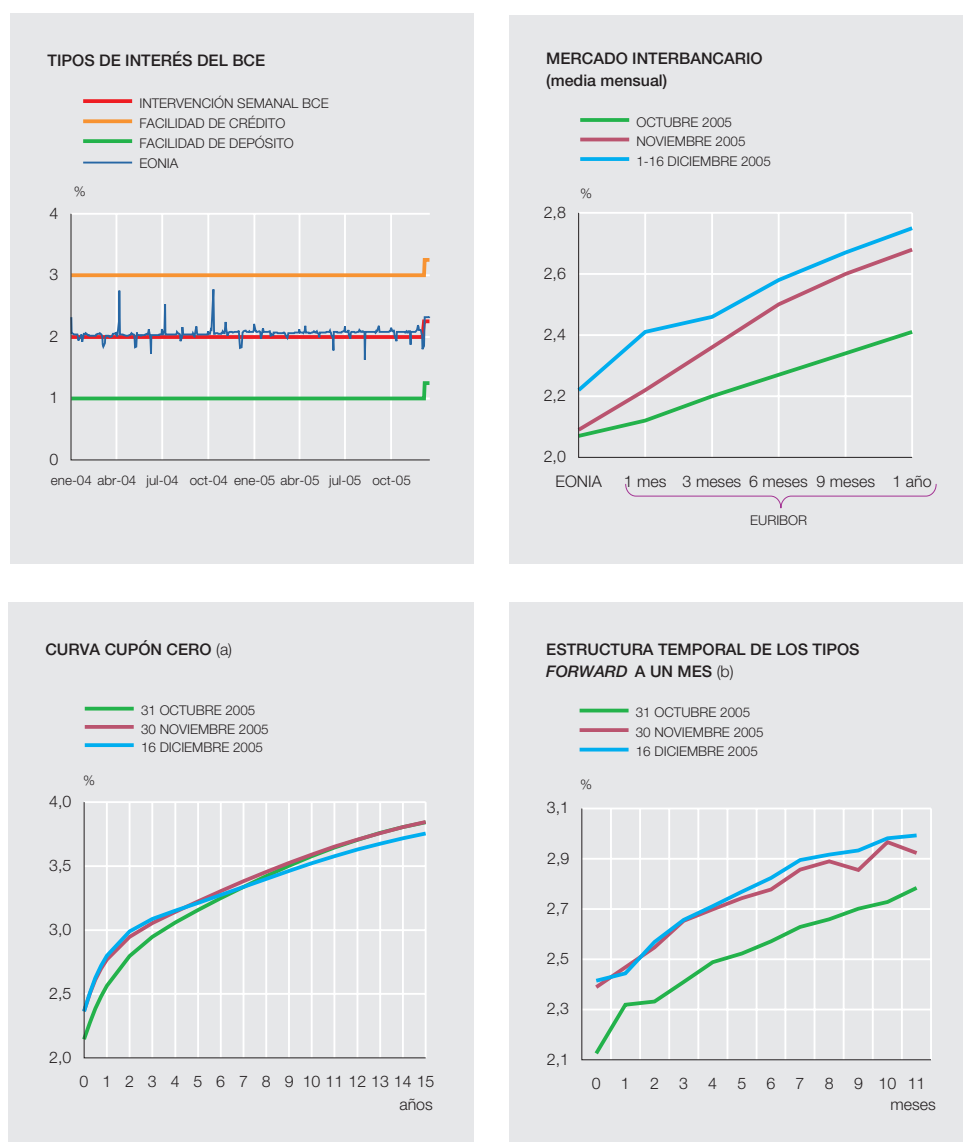 TIPOS DE INTERÉS DEL BCE
INTERVENCIÓN SEMANAL BCE
FACILIDAD DE CRÉDITO
FACILIDAD DE DEPÓSITO
EONIA
%
4
3
2
1
0
ene-04 abr-04 jul-04 oct-04 ene-05 abr-05 jul-05 oct-05
MERCADO INTERBANCARIO
(media mensual)
OCTUBRE 2005
NOVIEMBRE 2005
1-16 DICIEMBRE 2005
%
2,8
2,6
2,4
2,2
2,0
EONIA 1 mes 3 meses 6 meses 9 meses 1 año
EURIBOR
CURVA CUPÓN CERO (a)
31 OCTUBRE 2005
30 NOVIEMBRE 2005
16 DICIEMBRE 2005
%
4,0
3,5
3,0
2,5
2,0
0 1 2 3 4 5 6 7 8 9 10 11 12 13 14 15
años
ESTRUCTURA TEMPORAL DE LOS TIPOS
FORWARD A UN MES (b)
31 OCTUBRE 2005
30 NOVIEMBRE 2005
16 DICIEMBRE 2005
%
3,1
2,9
2,7
2,5
2,3
2,1
0 1 2 3 4 5 6 7 8 9 10 11
meses